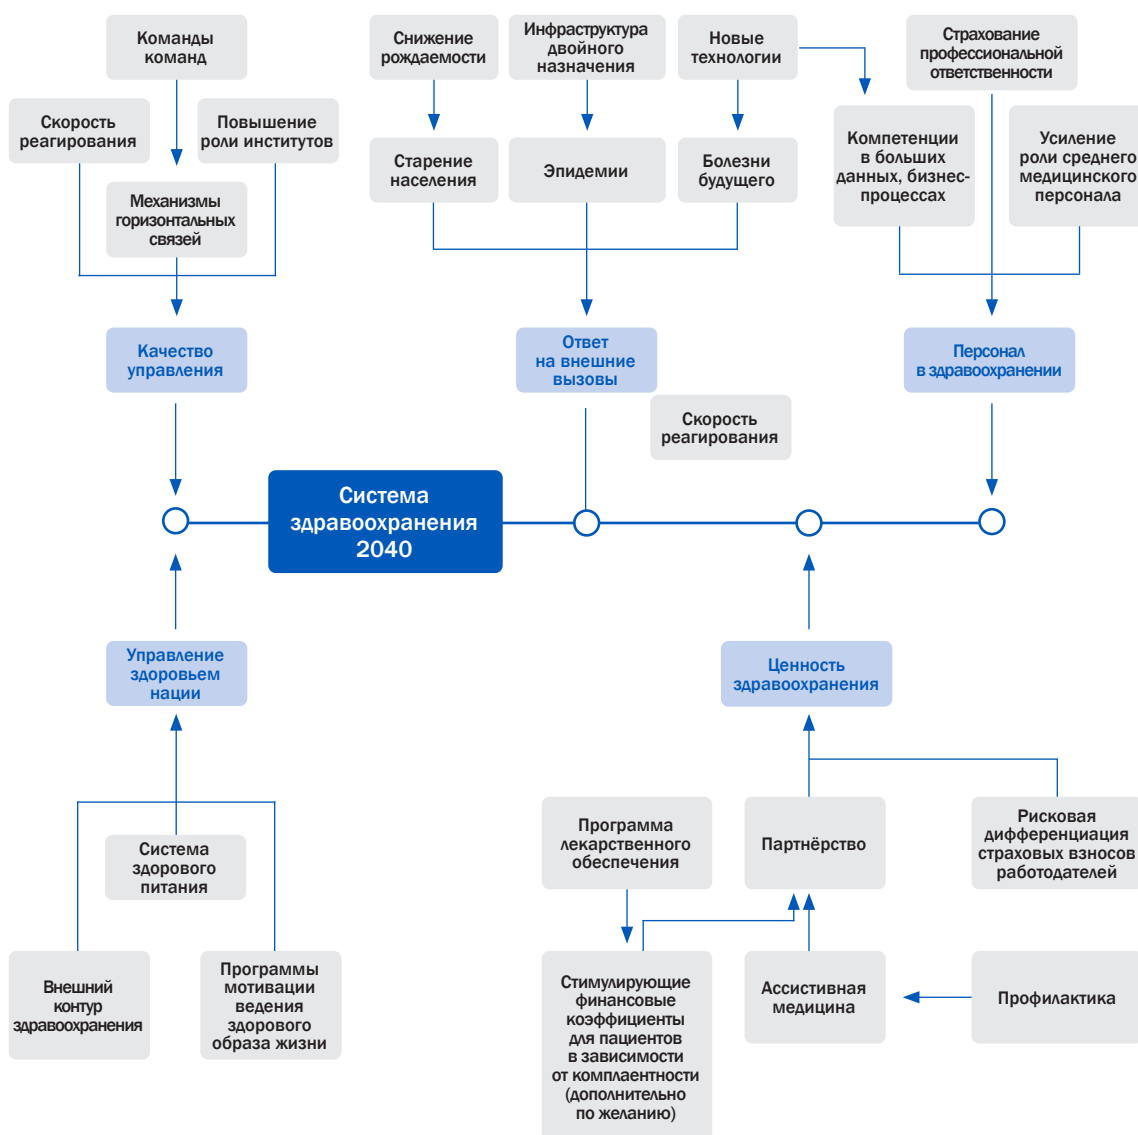 Команды
команд
Снижение
рождаемости
Инфраструктура
двойного
назначения
Новые
технологии
Страхование
профессиональной
ответственности
Скорость
реагирования
Повышение
роли институтов
Механизмы
горизонтальных
связей
Старение
населения
Эпидемии
Болезни
будущего
Компетенции
в больших
данных, бизнес-
процессах
Усиление
роли среднего
медицинского
персонала
Качество
управления
Ответ
на внешние
вызовы
Персонал
в здравоохранении
Скорость
реагирования
Система
здравоохранения
2040
Управление
здоровьем
нации
Ценность
здравоохранения
Система
здорового
питания
Программа
лекарственного
обеспечения
Партнёрство
Рисковая
дифференциация
страховых взносов
работодателей
Внешний
контур
здравоохранения
Программы
мотивации
ведения
здорового
образа жизни
Стимулирующие
финансовые
коэффициенты
для пациентов
в зависимости
от комплаентности
(дополнительно
по желанию)
Ассистивная
медицина
Профилактика